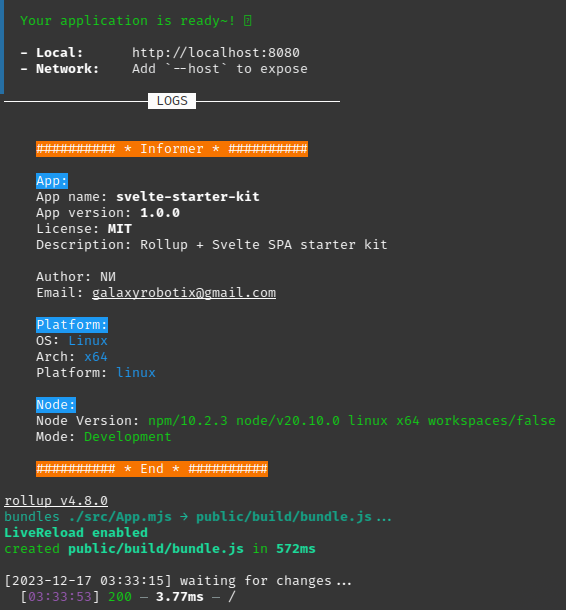 Your application is ready~! 
- Local: http://localhost:8080
- Network: Add `--host` to expose
LOGS
########## * Informer * ##########
App:
App name: svelte-starter-kit
App version: 1.0.0
License: MIT
Description: Rollup + Svelte SPA starter kit
Author: NИ
Email: galaxyrobotix@gmail.com
Platform:
OS: Linux
Arch: x64
Platform: linux
Node:
Node Version: npm/10.2.3 node/v20.10.0 linux x64 workspaces/false
Mode: Development
########## * End * ##########
rollup v4.8.0
bundles ./src/App.mjs → public/build/bundle.js...
LiveReload enabled
created public/build/bundle.js in 572ms
[2023-12-17 03:33:15] waiting for changes...
[03:33:53] 200 — 3.77ms — /